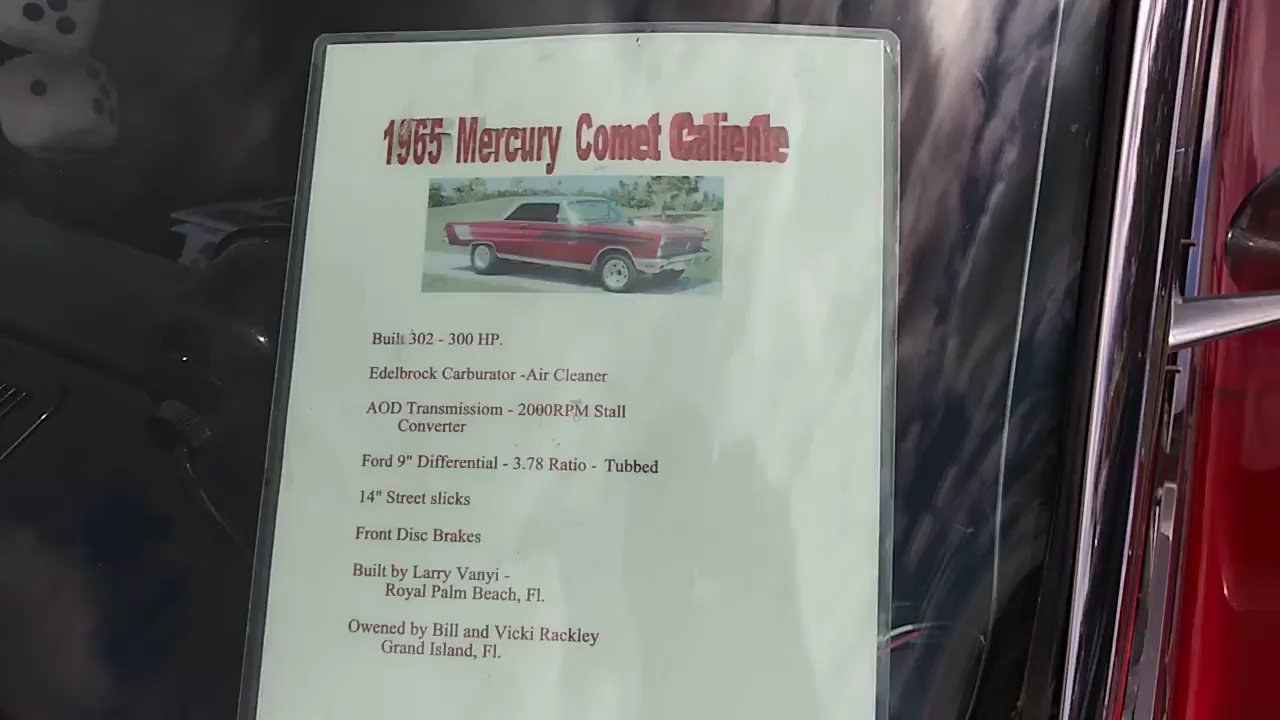 1965 Mercury Comet Caliente
Built 302 - 300 HP.
Edelbrock Carburator -Air Cleaner
AOD Transmissiom - 2000RPM Stall
Converter
Ford 9" Differential - 3.78 Ratio - Tubbed
14" Street slicks
Front Disc Brakes
Built by Larry Vanyi -
Royal Palm Beach, Fl.
Owened by Bill and Vicki Rackley
Grand Island, Fl.